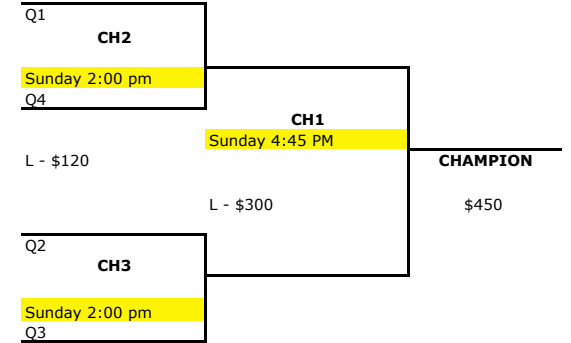 Q1
CH2
Sunday 2:00 pm
Q4
CH1
Sunday 4:45 PM
L - $120
CHAMPION
L - $300
$450
Q2
CH3
Sunday 2:00 pm
Q3